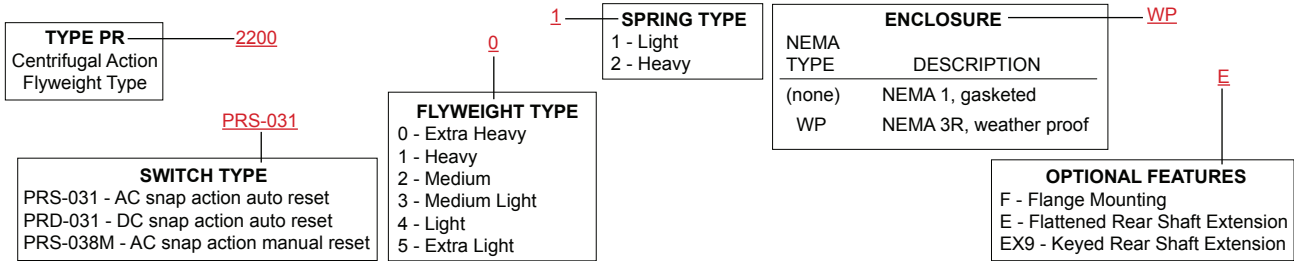 TYPE PR
Centrifugal Action
Flyweight Type
2200
PRS-031
SWITCH TYPE
PRS-031 - AC snap action auto reset
PRD-031 - DC snap action auto reset
PRS-038M - AC snap action manual reset
0
FLYWEIGHT TYPE
0 - Extra Heavy
1 - Heavy
2 - Medium
3 - Medium Light
4 - Light
5 - Extra Light
1
SPRING TYPE
1 - Light
2 - Heavy
ENCLOSURE
NEMA
TYPE DESCRIPTION
(none) NEMA 1, gasketed
WP NEMA 3R, weather proof
WP
E
OPTIONAL FEATURES
F - Flange Mounting
E - Flattened Rear Shaft Extension
EX9 - Keyed Rear Shaft Extension